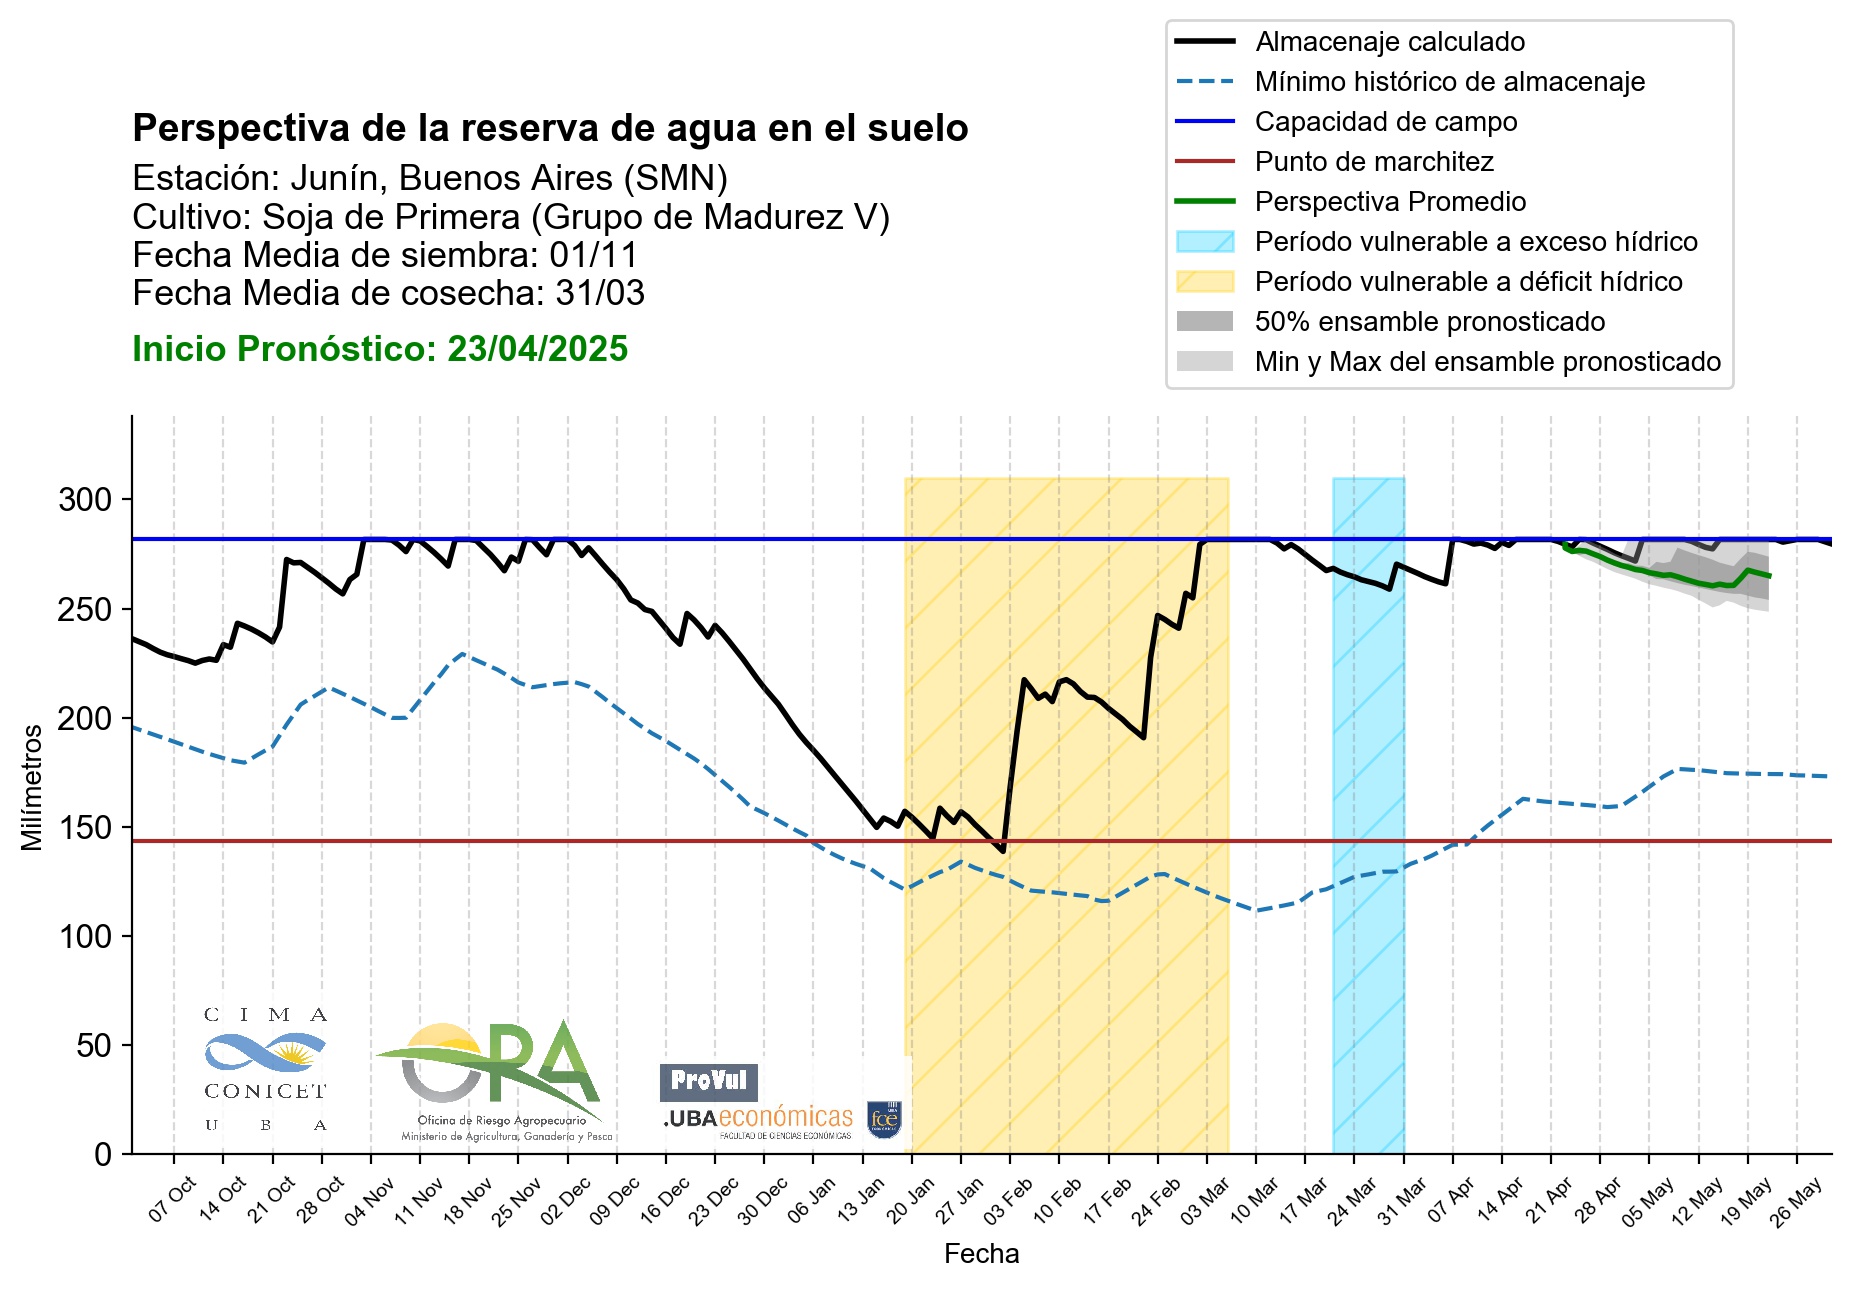 Almacenaje calculado
Mínimo histórico de almacenaje
Capacidad de campo
Punto de marchitez
Perspectiva Promedio
Período vulnerable a exceso hídrico
Período vulnerable a déficit hídrico
50% ensamble pronosticado
Min y Max del ensamble pronosticado
Perspectiva de la reserva de agua en el suelo
Estación: Junín, Buenos Aires (SMN)
Cultivo: Soja de Primera (Grupo de Madurez V)
Fecha Media de siembra: 01/11
Fecha Media de cosecha: 31/03
Inicio Pronóstico: 23/04/2025
Milímetros
300
250
200
150
100
50
0
CIMA
CONICET
UBA
ORA
Oficina de Riesgo Agropecuario
Ministerio de Agricultura, Ganadería y Pesca
ProVul
.UBAeconómicas
FACULTAD DE CIENCIAS ECONÓMICAS
fce
07 Oct
14 Oct
21 Oct
28 Oct
04 Nov
11 Nov
18 Nov
25 Nov
02 Dec
09 Dec
16 Dec
23 Dec
30 Dec
06 Jan
13 Jan
20 Jan
27 Jan
03 Feb
10 Feb
17 Feb
24 Feb
03 Mar
10 Mar
17 Mar
24 Mar
31 Mar
07 Apr
14 Apr
21 Apr
28 Apr
05 May
12 May
19 May
26 May
Fecha